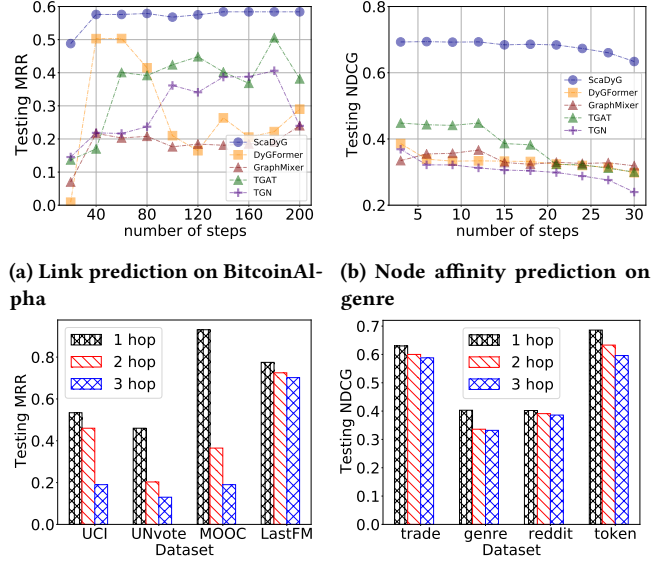 0.6
0.5
0.4
0.3
0.2
0.1
0.0
Testing MRR
40 80 120 160 200
number of steps
ScaDyG
DyGFormer
GraphMixer
TGAT
TGN
0.8
0.6
0.4
0.2
Testing NDCG
5 10 15 20 25 30
number of steps
ScaDyG
DyGFormer
GraphMixer
TGAT
TGN
(a) Link prediction on BitcoinAl-
pha
(b) Node affinity prediction on
genre
0.8
0.6
0.4
0.2
0.0
Testing MRR
1 hop
2 hop
3 hop
UCI UNvote MOOC LastFM
Dataset
0.7
0.6
0.5
0.4
0.3
0.2
0.1
0.0
Testing NDCG
1 hop
2 hop
3 hop
trade genre reddit token
Dataset